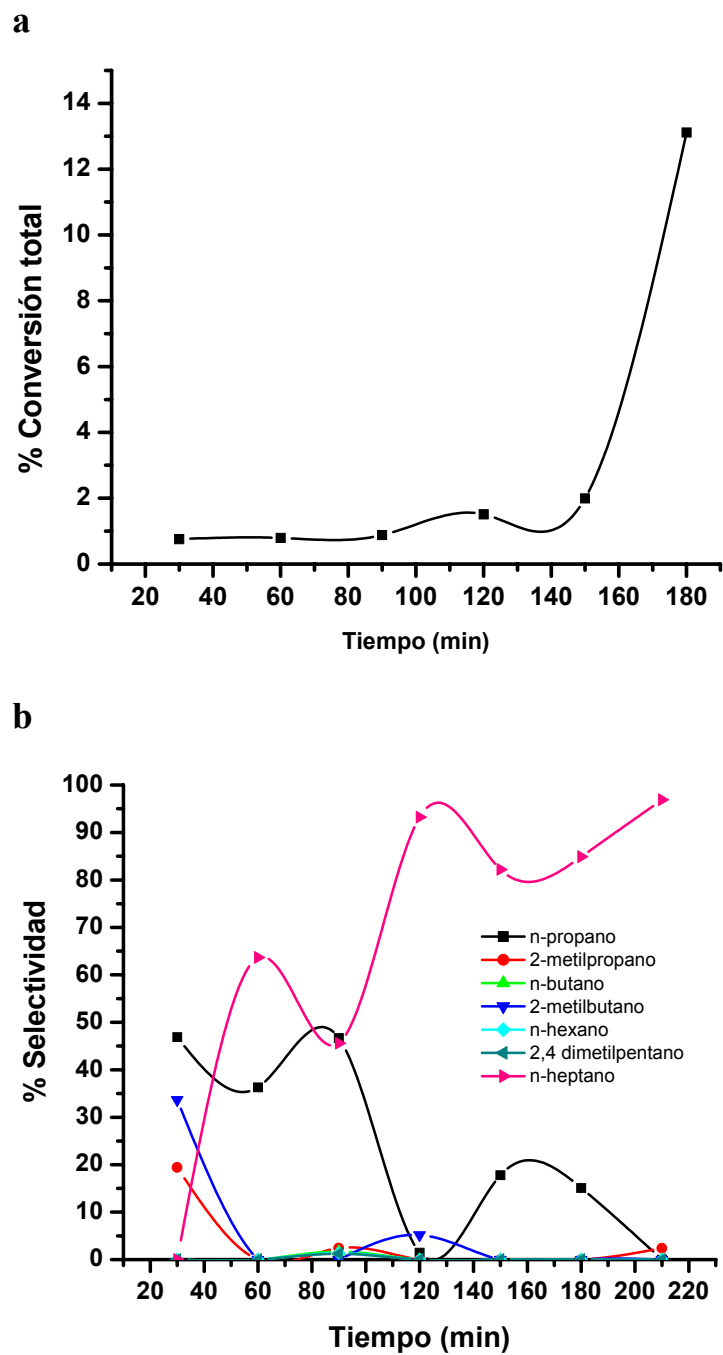 a
14
12
10
8
6
4
2
0
% Conversión total
20 40 60 80 100 120 140 160 180
Tiempo (min)
b
100
90
80
70
60
50
40
30
20
10
0
% Selectividad
n-propano
2-metilpropano
n-butano
2-metilbutano
n-hexano
2,4 dimetilpentano
n-heptano
20 40 60 80 100 120 140 160 180 200 220
Tiempo (min)